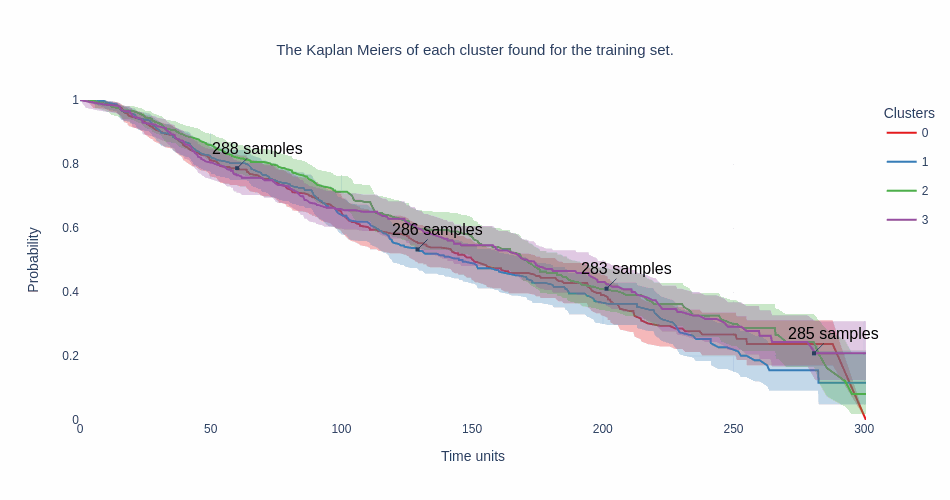 The Kaplan Meiers of each cluster found for the training set.
Clusters
0
1
2
3
Probability
1
0.8
0.6
0.4
0.2
0
288 samples
286 samples
283 samples
285 samples
0
50
100
150
200
250
300
Time units